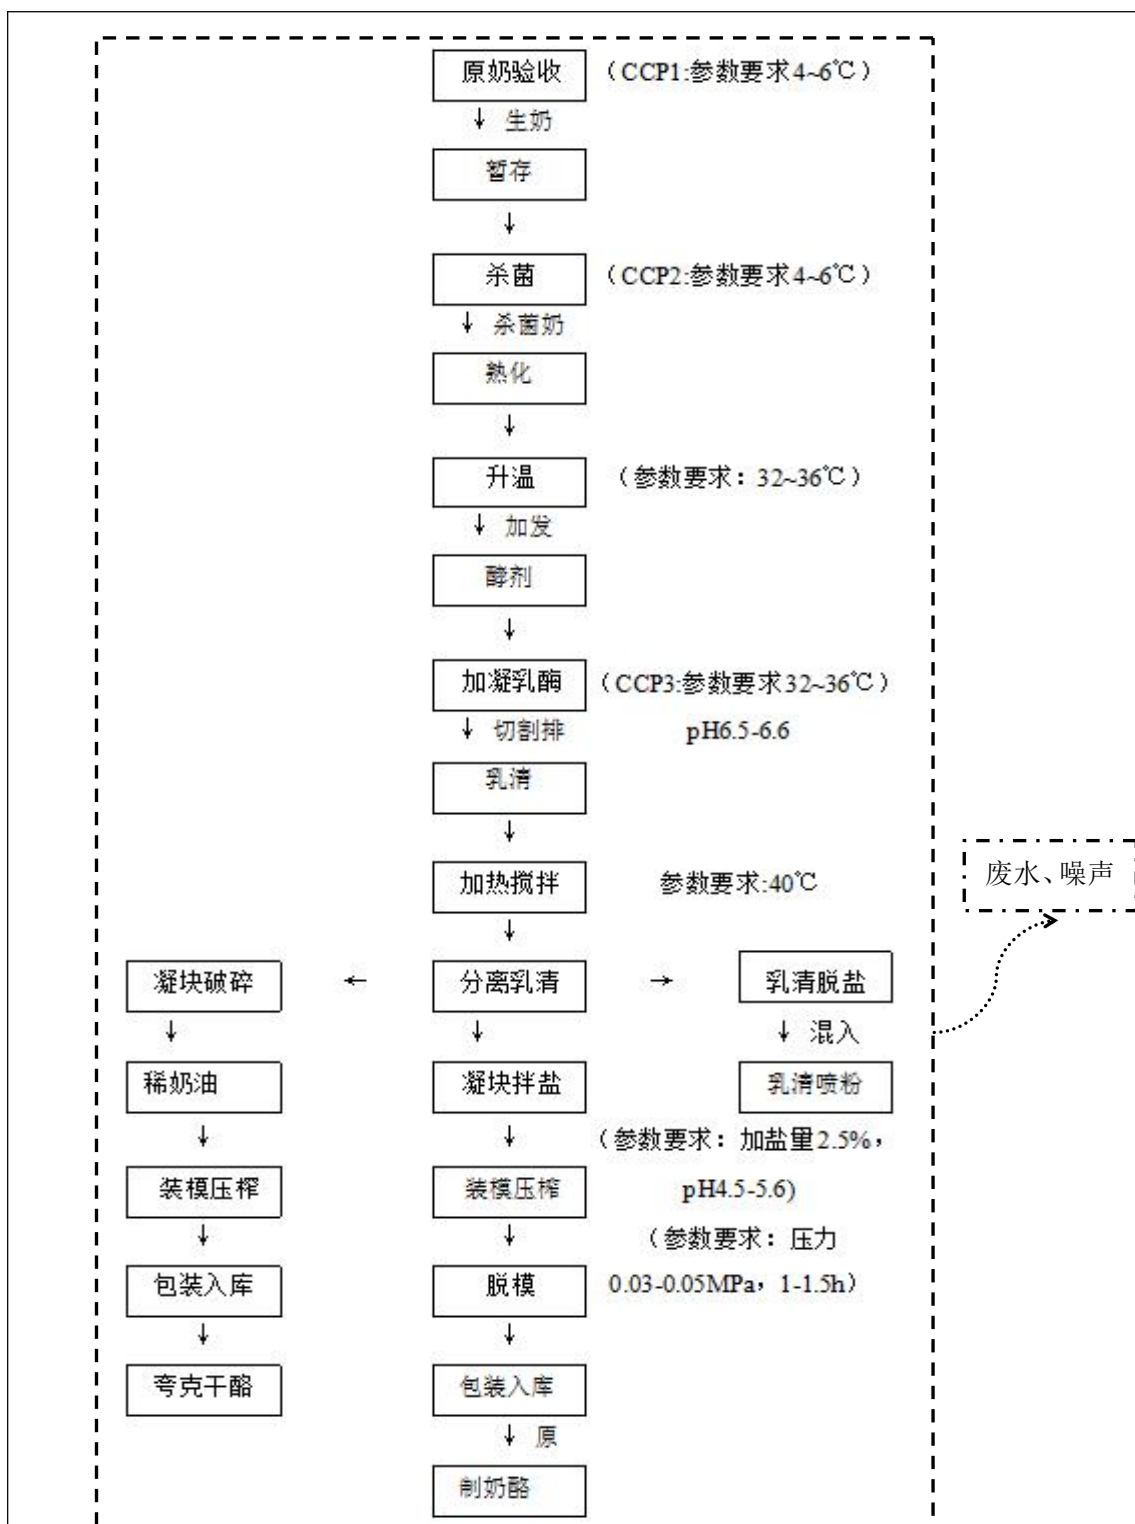 原奶验收 (CCP1:参数要求4~6℃)
↓ 生奶
暂存
↓
杀菌 (CCP2:参数要求4~6℃)
↓ 杀菌奶
熟化
↓
升温 (参数要求：32~36℃)
↓ 加发
酵剂
↓
加凝乳酶 (CCP3:参数要求32~36℃)
↓ 切割排 pH6.5-6.6
乳清
↓
废水、噪声
加热搅拌 参数要求:40℃
↓
凝块破碎 ← 分离乳清 → 乳清脱盐
↓ ↓ ↓ 混入
稀奶油 凝块拌盐 乳清喷粉
↓ ↓ (参数要求：加盐量2.5%，
装模压榨 装模压榨 pH4.5-5.6)
↓ ↓ (参数要求：压力
包装入库 脱模 0.03-0.05MPa，1-1.5h)
↓ ↓
夸克干酪 包装入库
↓ 原
制奶酪